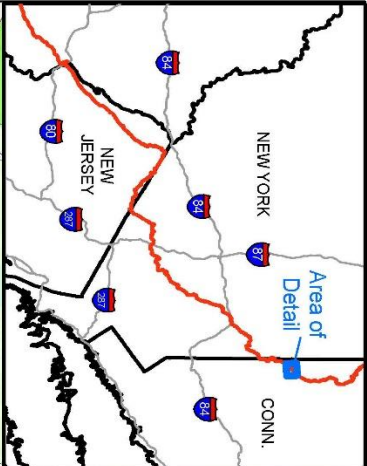 84
NEW YORK
80
NEW
JERSEY
84
87
287
Area of
Detail
287
84
CONN.